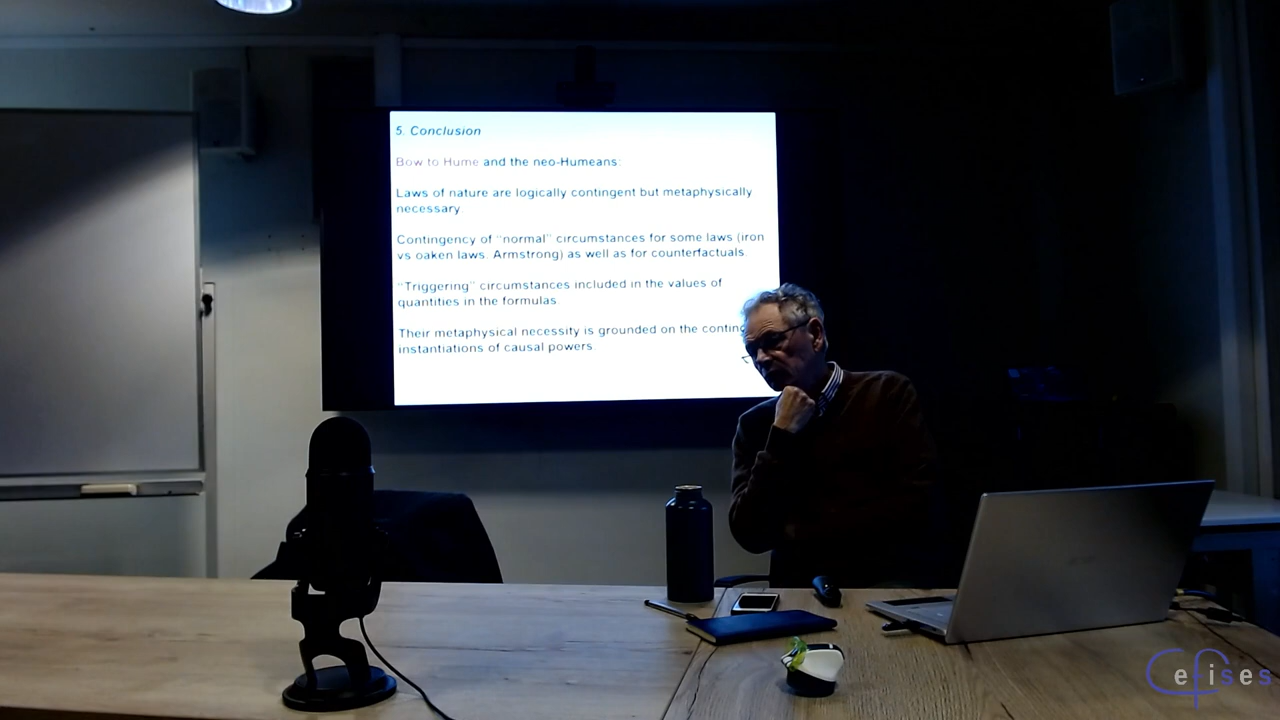 5. Conclusion
Bow to Hume and the neo-Humeans:
Laws of nature are logically contingent but metaphysically
necessary.
Contingency of "normal" circumstances for some laws (iron
vs oaken laws. Armstrong) as well as for counterfactuals.
"Triggering" circumstances included in the values of
quantities in the formulas
Their metaphysical necessity is grounded on the
instantiations of causal powers.
Cefises